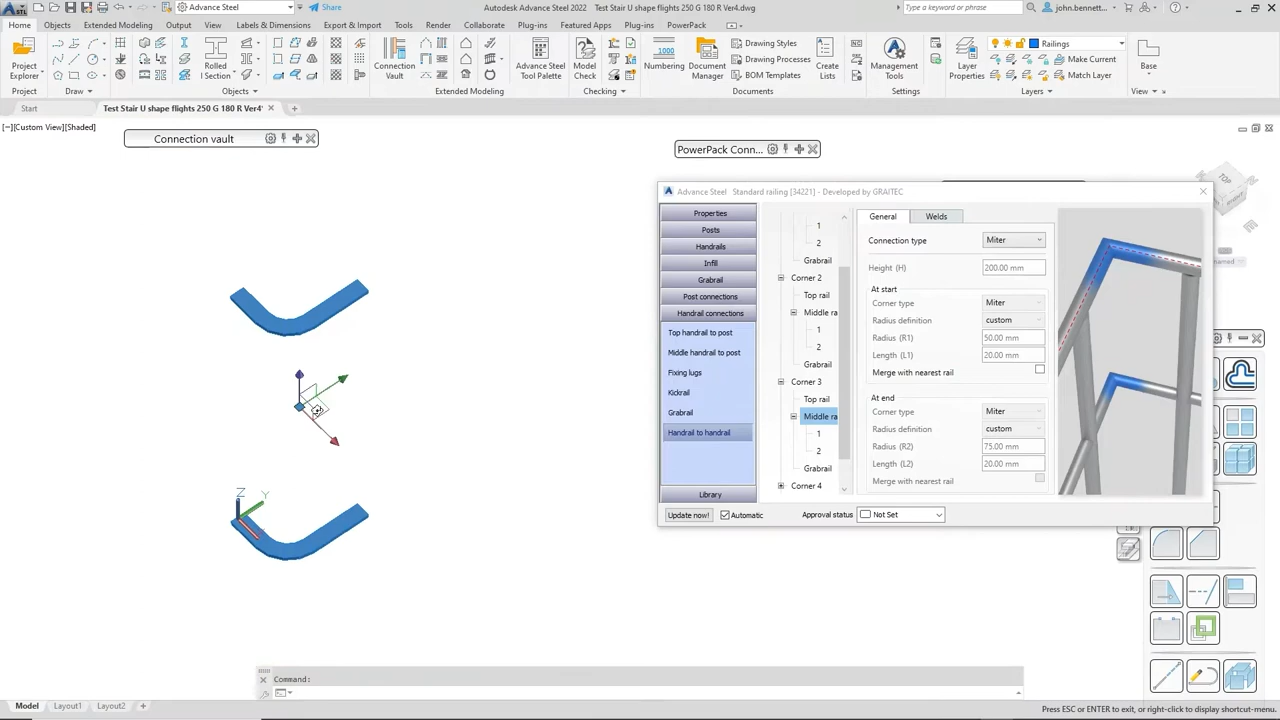 STL
Advance Steel
Share
Autodesk Advance Steel 2022
Test Stair U shape flights 250 G 180 R Ver4.dwg
Type a keyword or phrase
john.bennett...
Home
Objects
Extended Modeling
Output
View
Labels & Dimensions
Export & Import
Tools
Render
Collaborate
Plug-ins
Featured Apps
Plug-ins
PowerPack
Project
Explorer
Rolled
I Section
Connection
Vault
Advance Steel
Tool Palette
Model
Check
1000
Numbering
Document
Manager
Drawing Styles
Drawing Processes
BOM Templates
Create
Lists
Management
Tools
Layer
Properties
Railings
Make Current
Match Layer
Base
Project
Draw
Objects
Extended Modeling
Checking
Documents
Settings
Layers
View
Start
Test Stair U shape flights 250 G 180 R Ver4*
[−][Custom View][Shaded]
Connection vault
PowerPack Conn...
TOP
Advance Steel Standard railing [34221] - Developed by GRAITEC
Properties
Posts
Handrails
Infill
Grabrail
Post connections
Handrail connections
Top handrail to post
Middle handrail to post
Fixing lugs
Kickrail
Grabrail
Handrail to handrail
Library
1
2
Grabrail
Corner 2
Top rail
Middle ra
1
2
Grabrail
Corner 3
Top rail
Middle ra
1
2
Grabrail
Corner 4
General
Welds
Connection type
Miter
Height (H)
200.00 mm
At start
Corner type
Miter
Radius definition
custom
Radius (R1)
50.00 mm
Length (L1)
20.00 mm
Merge with nearest rail
At end
Corner type
Miter
Radius definition
custom
Radius (R2)
75.00 mm
Length (L2)
20.00 mm
Merge with nearest rail
Update now!
Automatic
Approval status
Not Set
Z
Y
Command:
Model
Layout1
Layout2
Press ESC or ENTER to exit, or right-click to display shortcut-menu.